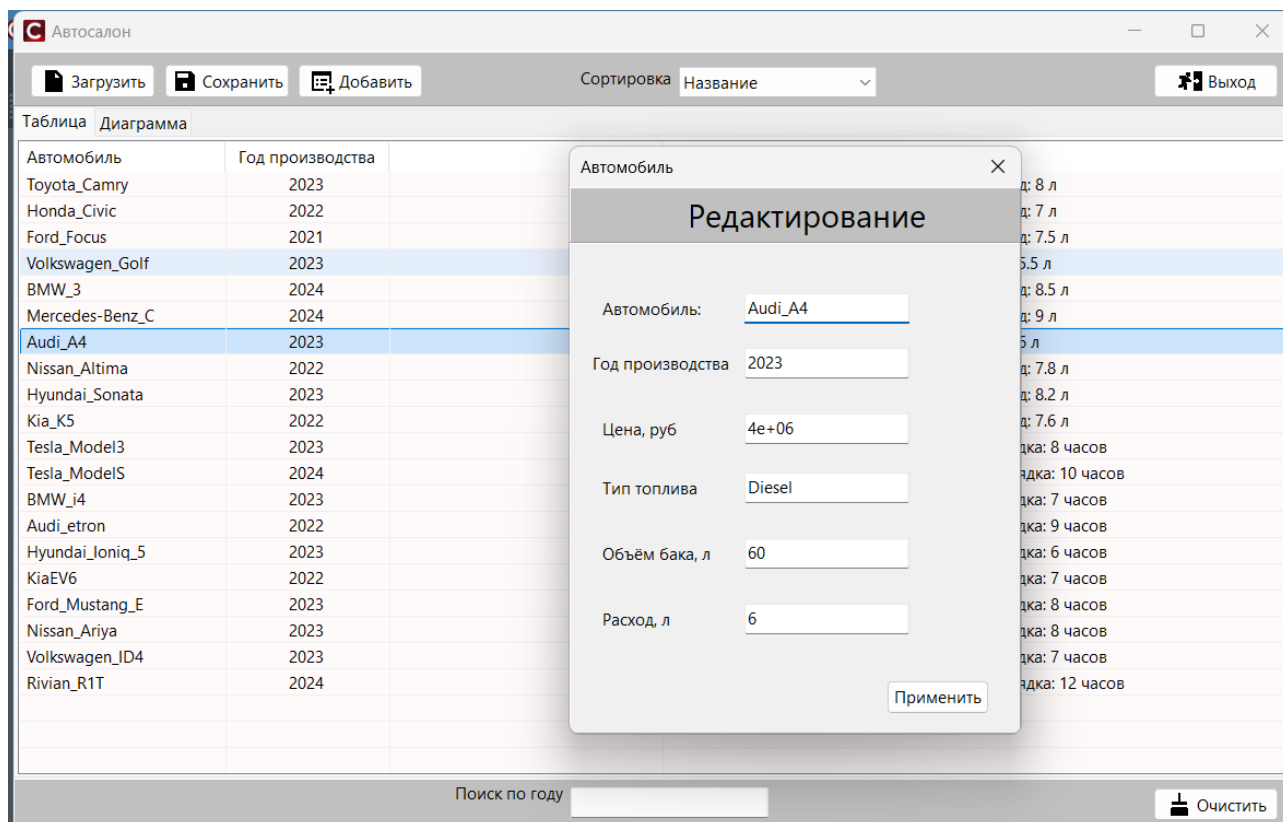 C Автосалон
Загрузить Сохранить Добавить Сортировка Название Выход
Таблица Диаграмма
Автомобиль Год производства
Toyota_Camry 2023 д: 8 л
Honda_Civic 2022 д: 7 л
Ford_Focus 2021 д: 7.5 л
Volkswagen_Golf 2023 6.5 л
BMW_3 2024 д: 8.5 л
Mercedes-Benz_C 2024 д: 9 л
Audi_A4 2023 6 л
Nissan_Altima 2022 д: 7.8 л
Hyundai_Sonata 2023 д: 8.2 л
Kia_K5 2022 д: 7.6 л
Tesla_Model3 2023 дка: 8 часов
Tesla_ModelS 2024 ядка: 10 часов
BMW_i4 2023 дка: 7 часов
Audi_etron 2022 дка: 9 часов
Hyundai_Ioniq_5 2023 дка: 6 часов
KiaEV6 2022 дка: 7 часов
Ford_Mustang_E 2023 дка: 8 часов
Nissan_Ariya 2023 дка: 8 часов
Volkswagen_ID4 2023 дка: 7 часов
Rivian_R1T 2024 ядка: 12 часов
Автомобиль
Редактирование
Автомобиль: Audi_A4
Год производства 2023
Цена, руб 4e+06
Тип топлива Diesel
Объём бака, л 60
Расход, л 6
Применить
Поиск по году Очистить